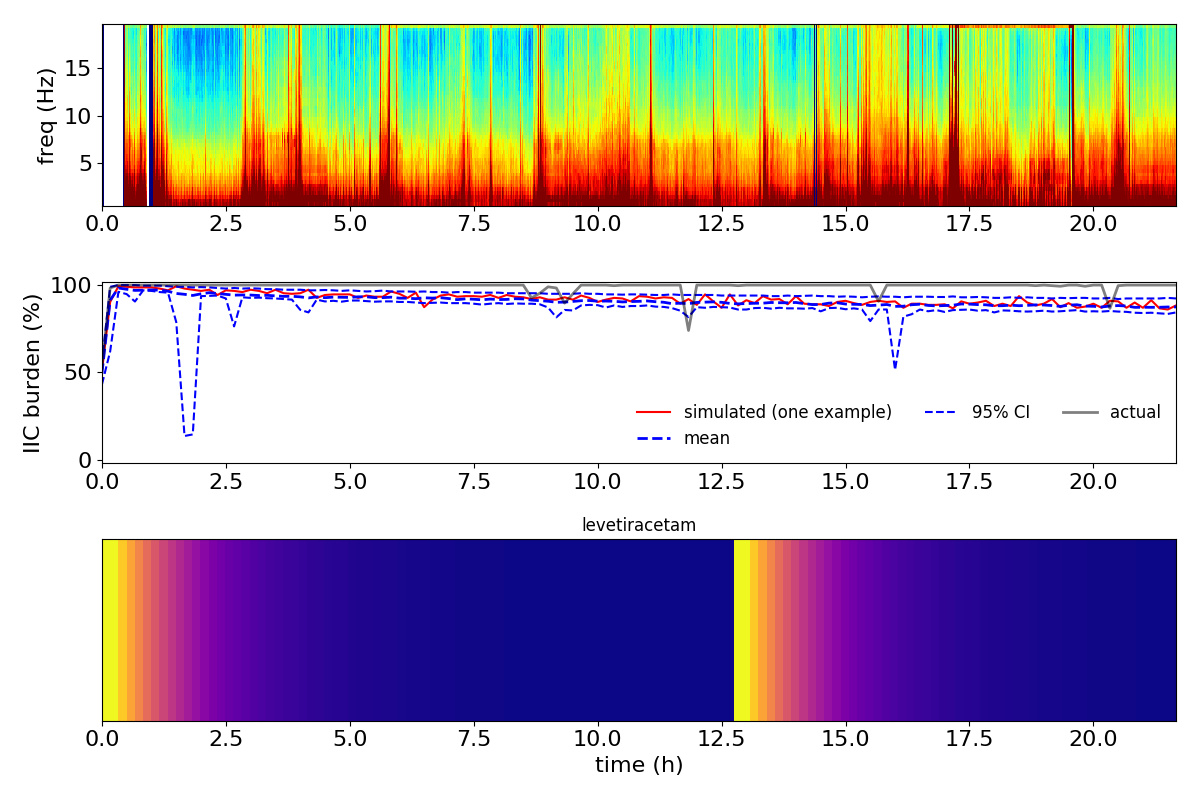 freq (Hz)
15
10
5
0.0 2.5 5.0 7.5 10.0 12.5 15.0 17.5 20.0
IIC burden (%)
100
50
0
simulated (one example) 95% CI actual
mean
0.0 2.5 5.0 7.5 10.0 12.5 15.0 17.5 20.0
levetiracetam
0.0 2.5 5.0 7.5 10.0 12.5 15.0 17.5 20.0
time (h)